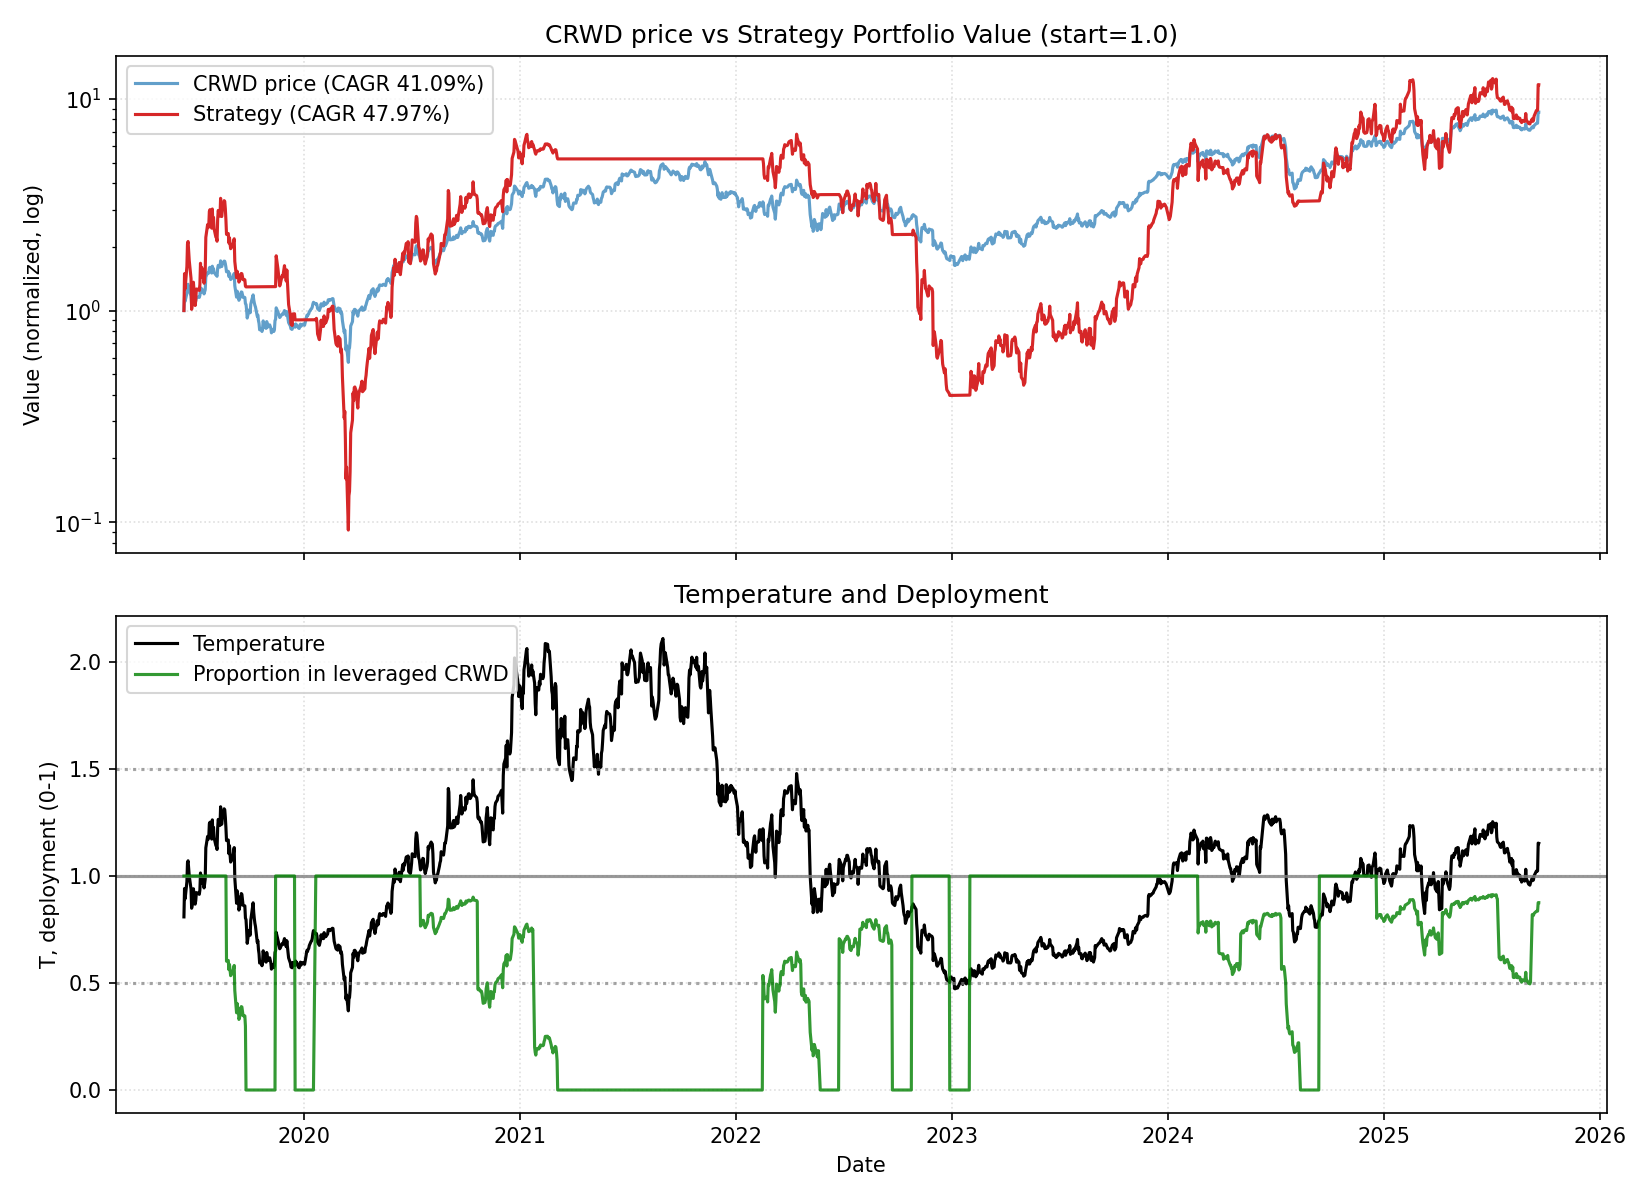 CRWD price vs Strategy Portfolio Value (start=1.0)
CRWD price (CAGR 41.09%)
Strategy (CAGR 47.97%)
Value (normalized, log)
10¹
10⁰
10⁻¹
Temperature and Deployment
Temperature
Proportion in leveraged CRWD
T, deployment (0-1)
2.0
1.5
1.0
0.5
0.0
2020 2021 2022 2023 2024 2025 2026
Date